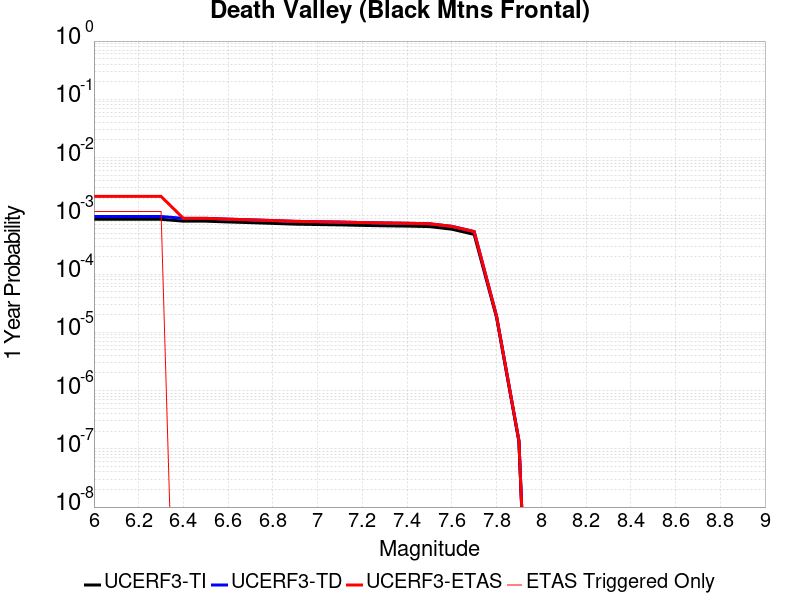 Death Valley (Black Mtns Frontal)
10 0
10 -1
10 -2
10 -3
10 -4
10 -5
10 -6
10 -7
10 -8
1 Year Probability
6 6.2 6.4 6.6 6.8 7 7.2 7.4 7.6 7.8 8 8.2 8.4 8.6 8.8 9
Magnitude
UCERF3-TI UCERF3-TD UCERF3-ETAS ETAS Triggered Only